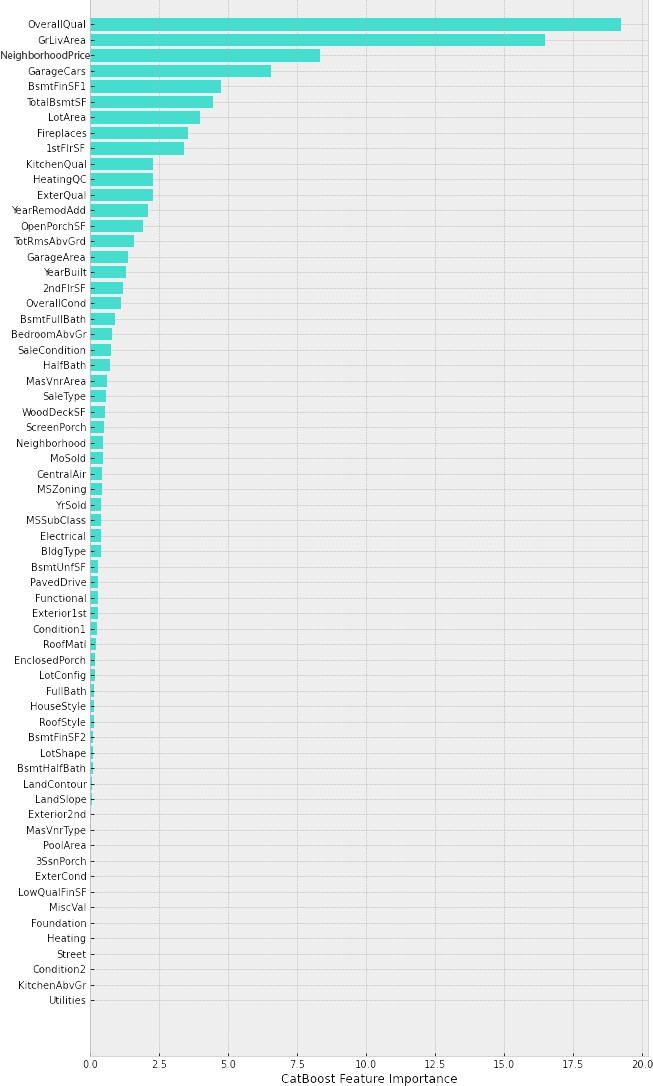 OverallQual
GrLivArea
NeighborhoodPrice
GarageCars
BsmtFinSF1
TotalBsmtSF
LotArea
Fireplaces
1stFlrSF
KitchenQual
HeatingQC
ExterQual
YearRemodAdd
OpenPorchSF
TotRmsAbvGrd
GarageArea
YearBuilt
2ndFlrSF
OverallCond
BsmtFullBath
BedroomAbvGr
SaleCondition
HalfBath
MasVnrArea
SaleType
WoodDeckSF
ScreenPorch
Neighborhood
MoSold
CentralAir
MSZoning
YrSold
MSSubClass
Electrical
BldgType
BsmtUnfSF
PavedDrive
Functional
Exterior1st
Condition1
RoofMatl
EnclosedPorch
LotConfig
FullBath
HouseStyle
RoofStyle
BsmtFinSF2
LotShape
BsmtHalfBath
LandContour
LandSlope
Exterior2nd
MasVnrType
PoolArea
3SsnPorch
ExterCond
LowQualFinSF
MiscVal
Foundation
Heating
Street
Condition2
KitchenAbvGr
Utilities
0.0 2.5 5.0 7.5 10.0 12.5 15.0 17.5 20.0
CatBoost Feature Importance